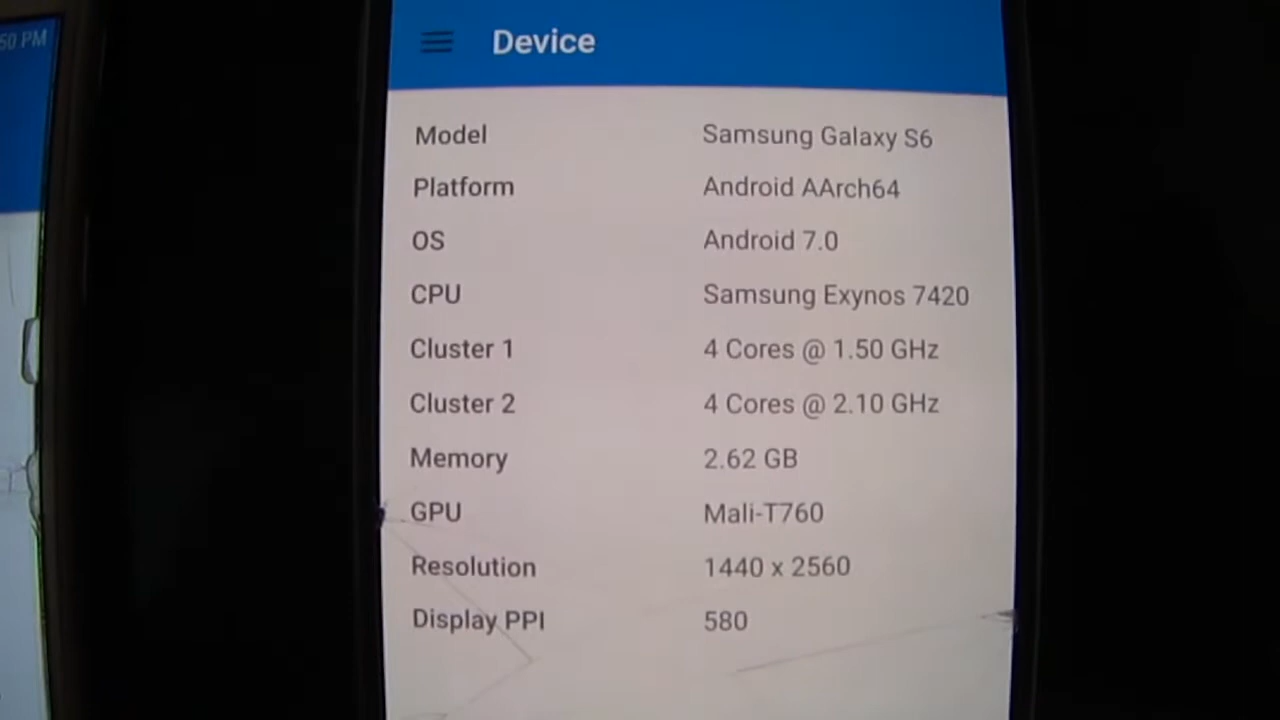 50 PM
Device
Model Samsung Galaxy S6
Platform Android AArch64
OS Android 7.0
CPU Samsung Exynos 7420
Cluster 1 4 Cores @ 1.50 GHz
Cluster 2 4 Cores @ 2.10 GHz
Memory 2.62 GB
GPU Mali-T760
Resolution 1440 x 2560
Display PPI 580